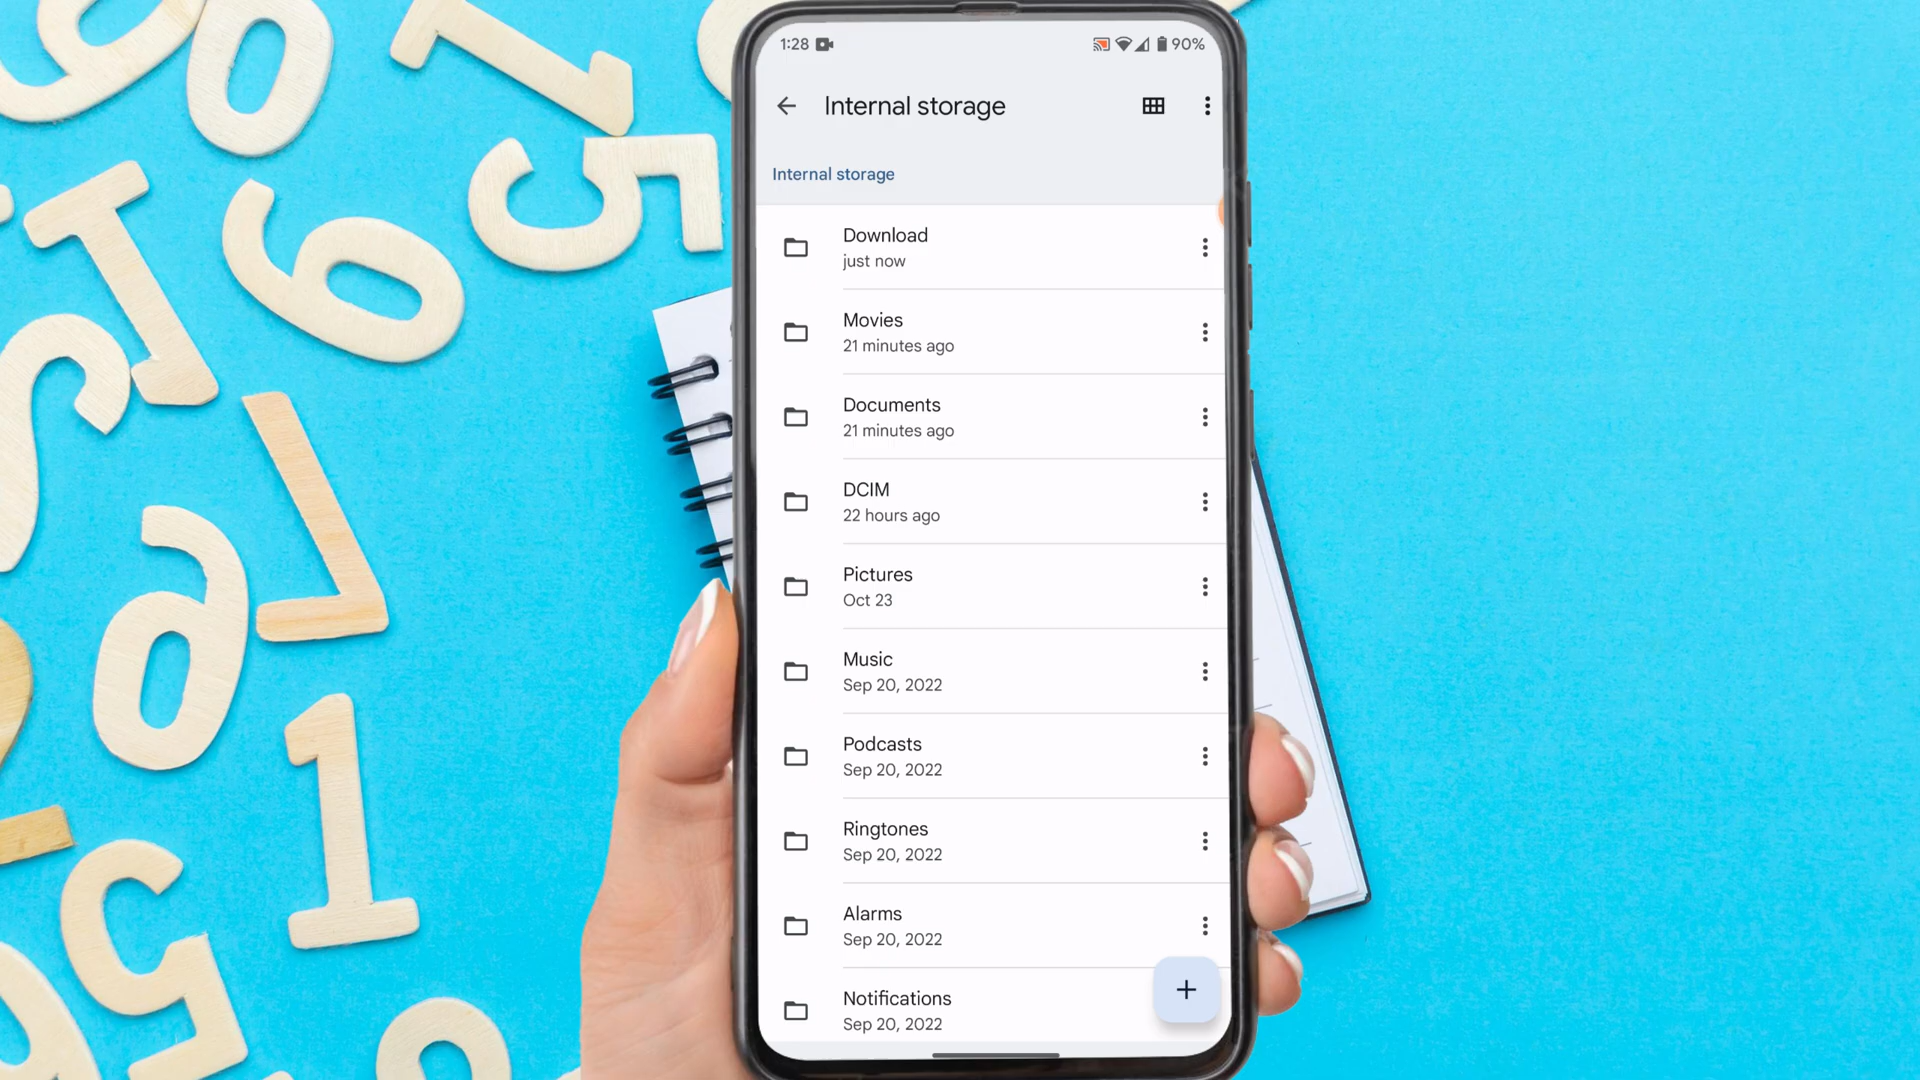 1:28
90%
Internal storage
Internal storage
Download
just now
Movies
21 minutes ago
Documents
21 minutes ago
DCIM
22 hours ago
Pictures
Oct 23
Music
Sep 20, 2022
Podcasts
Sep 20, 2022
Ringtones
Sep 20, 2022
Alarms
Sep 20, 2022
Notifications
Sep 20, 2022